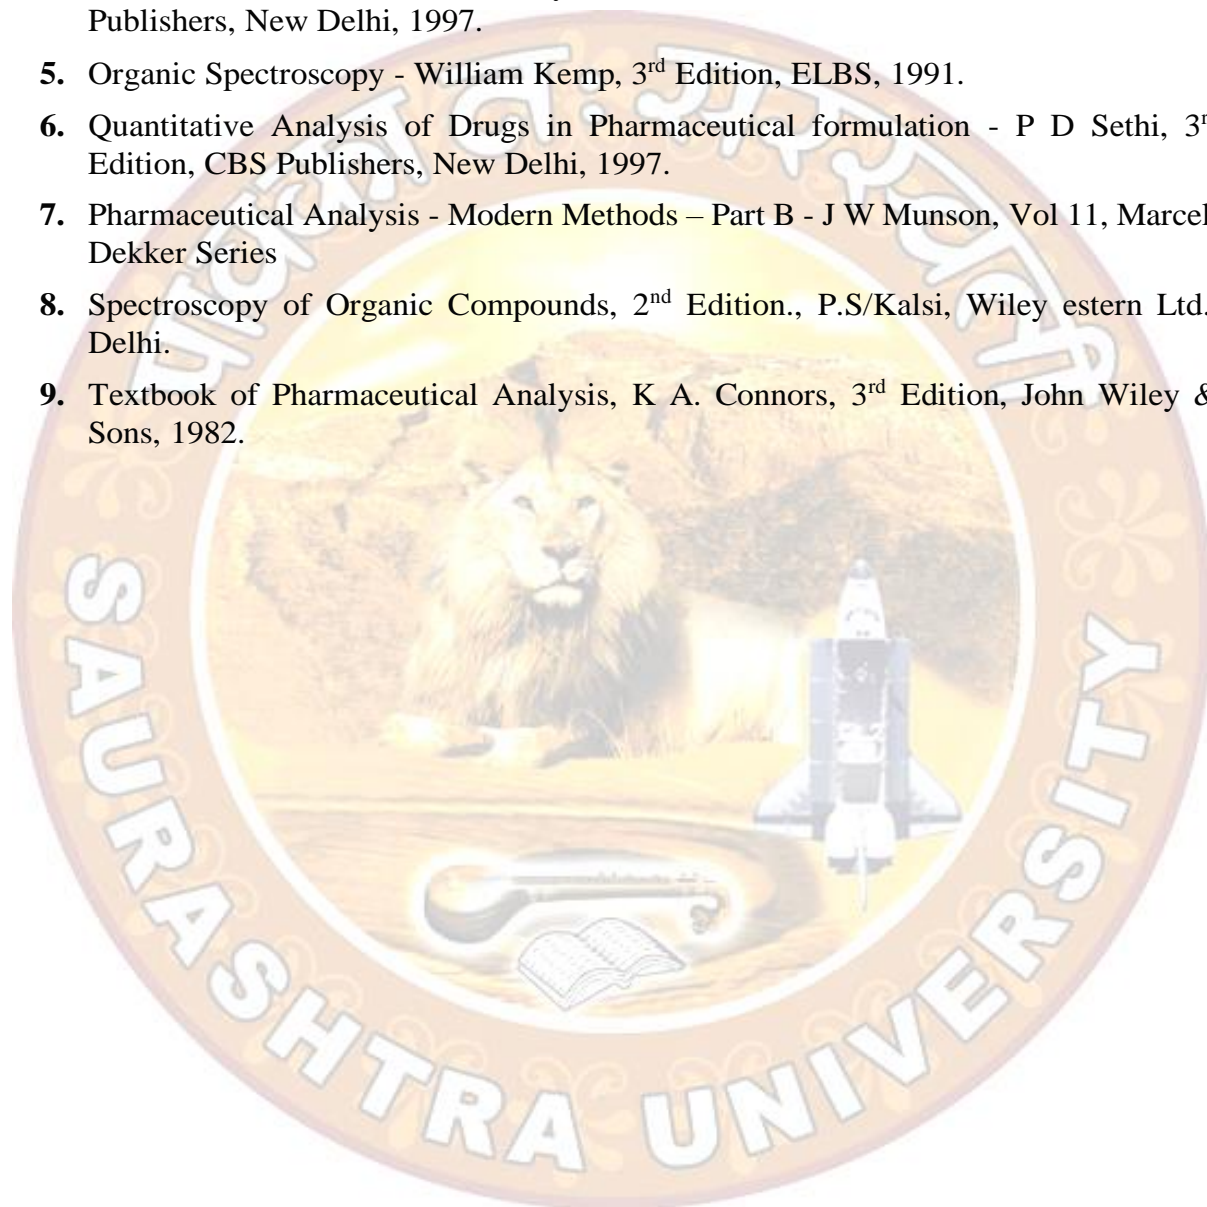 Publishers, New Delhi, 1997.
5. Organic Spectroscopy - William Kemp, 3rd Edition, ELBS, 1991.
6. Quantitative Analysis of Drugs in Pharmaceutical formulation - P D Sethi, 3r
Edition, CBS Publishers, New Delhi, 1997.
7. Pharmaceutical Analysis - Modern Methods – Part B - J W Munson, Vol 11, Marcel
Dekker Series
8. Spectroscopy of Organic Compounds, 2nd Edition., P.S/Kalsi, Wiley estern Ltd.
Delhi.
9. Textbook of Pharmaceutical Analysis, K A. Connors, 3rd Edition, John Wiley &
Sons, 1982.
पावका नः सरस्वती
SAURASHTRA UNIVERSITY